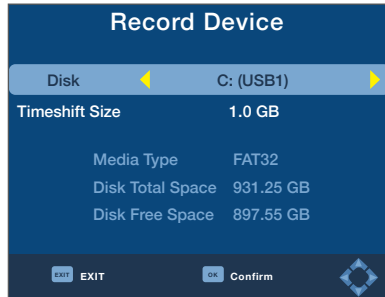 Record Device
Disk C: (USB1)
Timeshift Size 1.0 GB
Media Type FAT32
Disk Total Space 931.25 GB
Disk Free Space 897.55 GB
EXIT EXIT OK Confirm